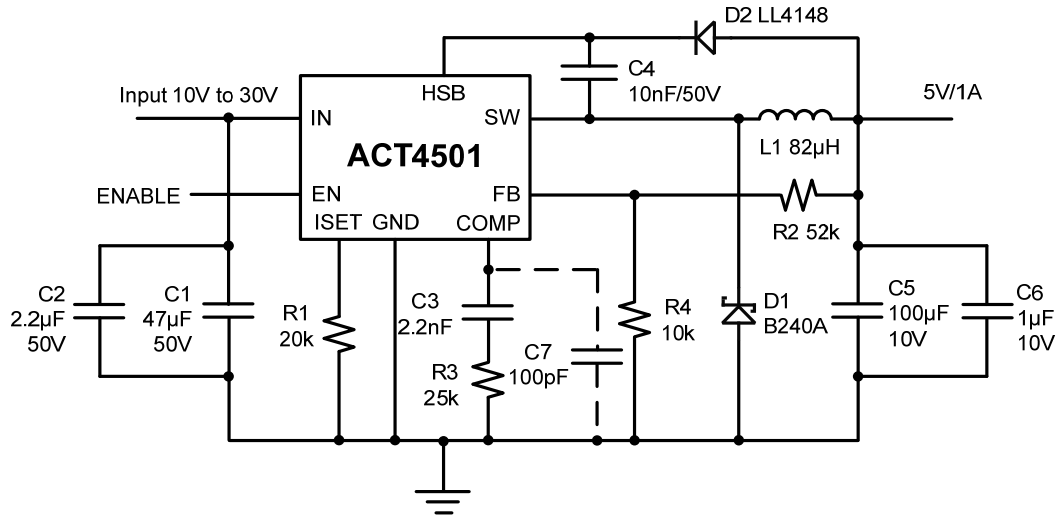 D2 LL4148
C4
10nF/50V
Input 10V to 30V
HSB
5V/1A
IN
SW
L1 82µH
ACT4501
ENABLE
EN
FB
ISET
GND
COMP
R2 52k
C2
2.2µF
50V
C1
47µF
50V
R1
20k
C3
2.2nF
R3
25k
C7
100pF
R4
10k
D1
B240A
C5
100µF
10V
C6
1µF
10V